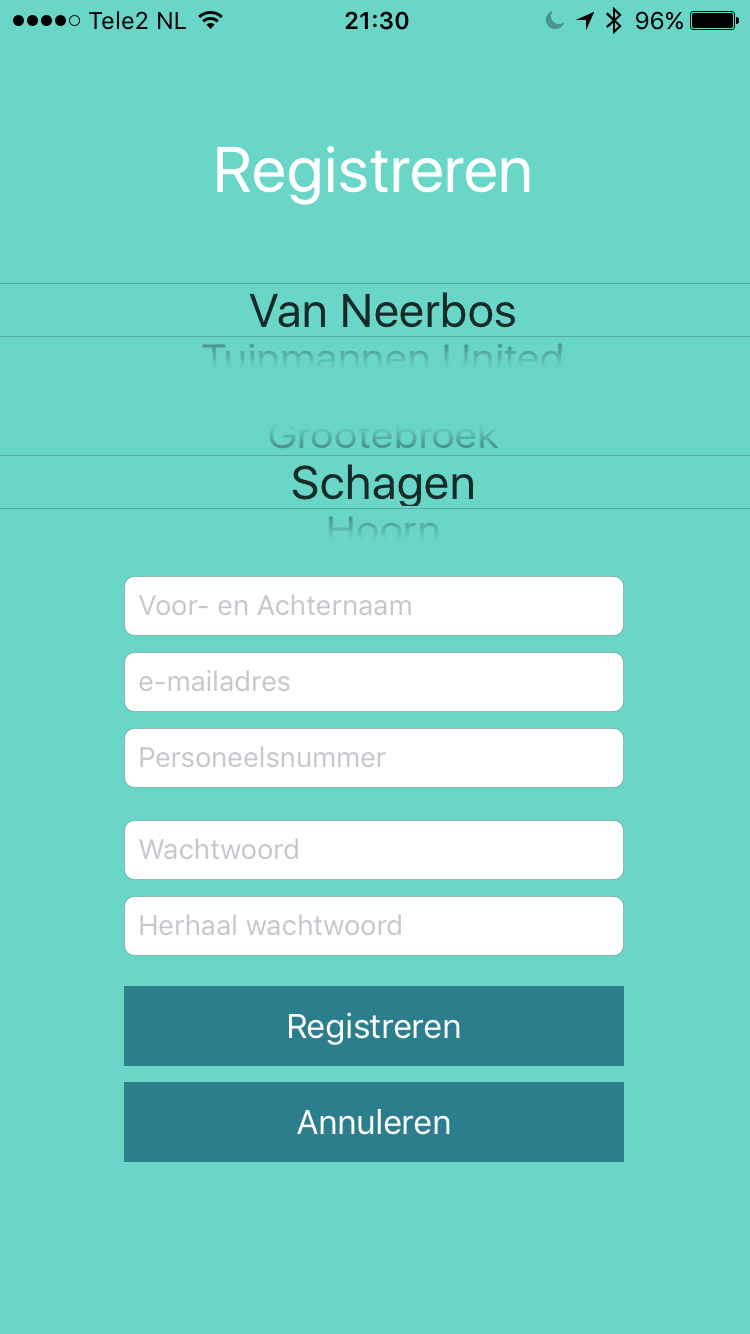 Tele2 NL 21:30 96%
Registreren
Van Neerbos
Tuinmannen United
Grootebroek
Schagen
Hoorn
Voor- en Achternaam
e-mailadres
Personeelsnummer
Wachtwoord
Herhaal wachtwoord
Registreren
Annuleren